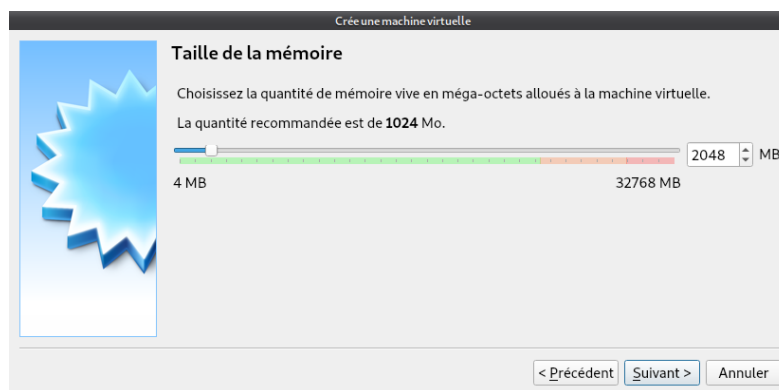 Crée une machine virtuelle
Taille de la mémoire
Choisissez la quantité de mémoire vive en méga-octets alloués à la machine virtuelle.
La quantité recommandée est de 1024 Mo.
2048 MB
4 MB 32768 MB
< Précédent Suivant > Annuler